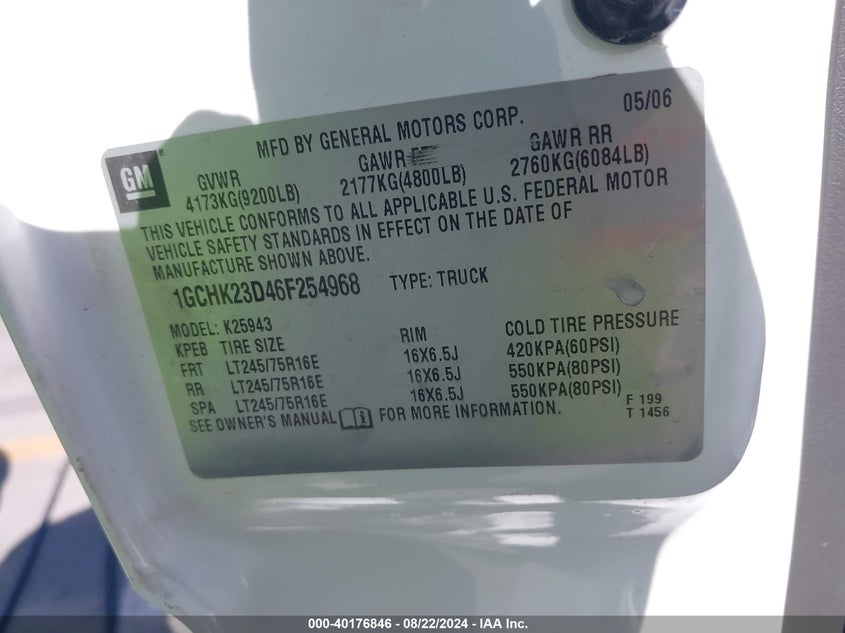 05/06
MFD BY GENERAL MOTORS CORP.
GM®
GVWR GAWR GAWR RR
4173KG(9200LB) 2177KG(4800LB) 2760KG(6084LB)
THIS VEHICLE CONFORMS TO ALL APPLICABLE U.S. FEDERAL MOTOR
VEHICLE SAFETY STANDARDS IN EFFECT ON THE DATE OF
MANUFACTURE SHOWN ABOVE.
1GCHK23D46F254968 TYPE: TRUCK
MODEL: K25943
KPEB TIRE SIZE RIM COLD TIRE PRESSURE
FRT LT245/75R16E 16X6.5J 420KPA(60PSI)
RR LT245/75R16E 16X6.5J 550KPA(80PSI)
SPA LT245/75R16E 16X6.5J 550KPA(80PSI)
SEE OWNER'S MANUAL FOR MORE INFORMATION.
F 199
T 1456
000-40176846 - 08/22/2024 - IAA Inc.